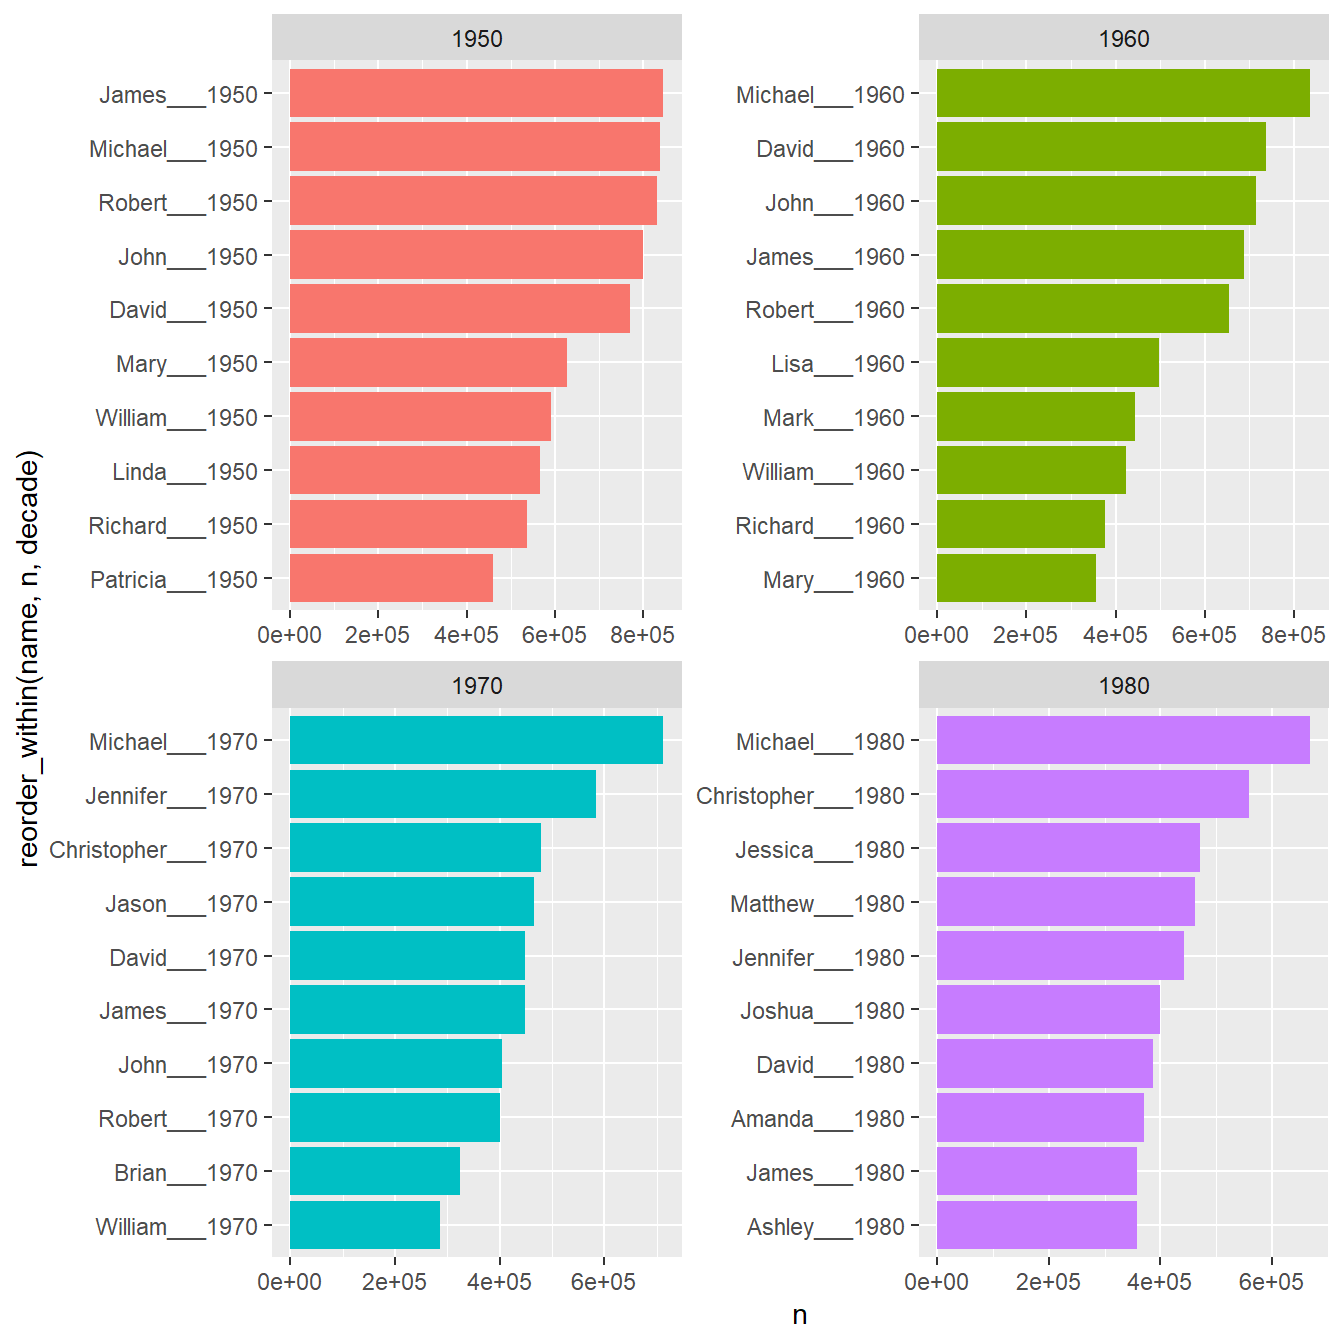 1950
James___1950
Michael___1950
Robert___1950
John___1950
David___1950
Mary___1950
William___1950
Linda___1950
Richard___1950
Patricia___1950
0e+00 2e+05 4e+05 6e+05 8e+05
1960
Michael___1960
David___1960
John___1960
James___1960
Robert___1960
Lisa___1960
Mark___1960
William___1960
Richard___1960
Mary___1960
0e+00 2e+05 4e+05 6e+05 8e+05
reorder_within(name, n, decade)
1970
Michael___1970
Jennifer___1970
Christopher___1970
Jason___1970
David___1970
James___1970
John___1970
Robert___1970
Brian___1970
William___1970
0e+00 2e+05 4e+05 6e+05
1980
Michael___1980
Christopher___1980
Jessica___1980
Matthew___1980
Jennifer___1980
Joshua___1980
David___1980
Amanda___1980
James___1980
Ashley___1980
0e+00 2e+05 4e+05 6e+05
n